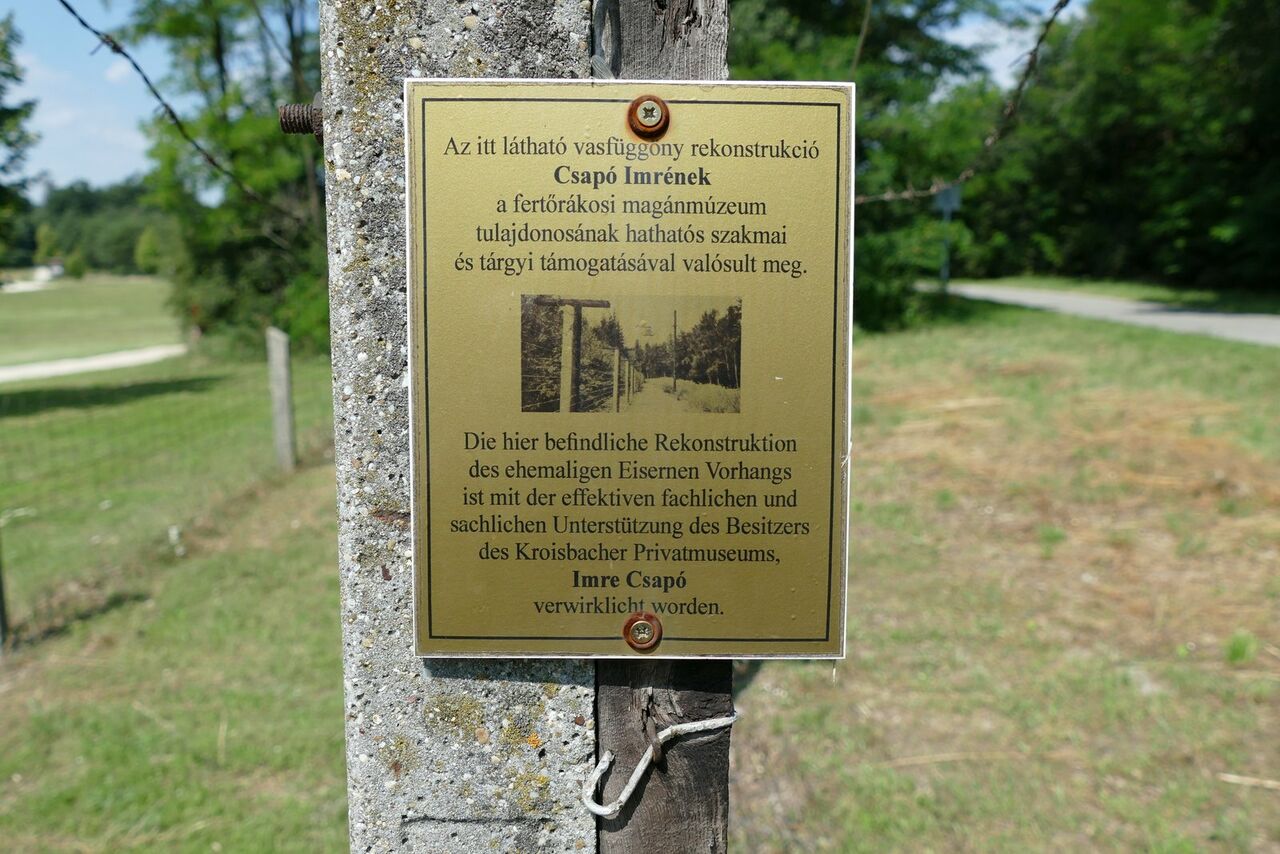 Az itt látható vasfüggöny rekonstrukció
Csapó Imrének
a fertőrákosi magánmúzeum
tulajdonosának hathatós szakmai
és tárgyi támogatásával valósult meg.
Die hier befindliche Rekonstruktion
des ehemaligen Eisernen Vorhangs
ist mit der effektiven fachlichen und
sachlichen Unterstützung des Besitzers
des Kroisbacher Privatmuseums,
Imre Csapó
verwirklicht worden.